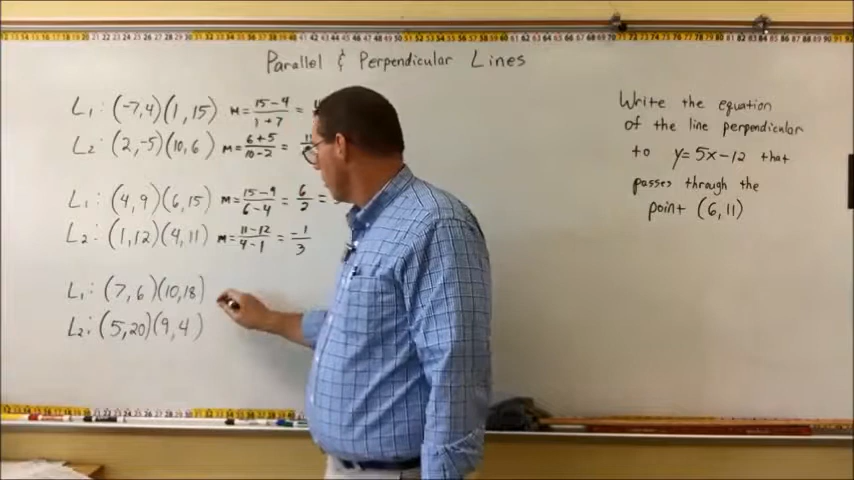 Parallel & Perpendicular Lines
L₁: (-7,4)(1,15) m = 15-4 / 1+7 =
L₂: (2,-5)(10,6) m = 6+5 / 10-2 =
L₁: (4,9)(6,15) m = 15-9 / 6-4 = 6/2 =
L₂: (1,12)(4,11) m = 11-12 / 4-1 = -1/3
L₁: (7,6)(10,18)
L₂: (5,20)(9,4)
Write the equation
of the line perpendicular
to y=5x-12 that
passes through the
point (6,11)